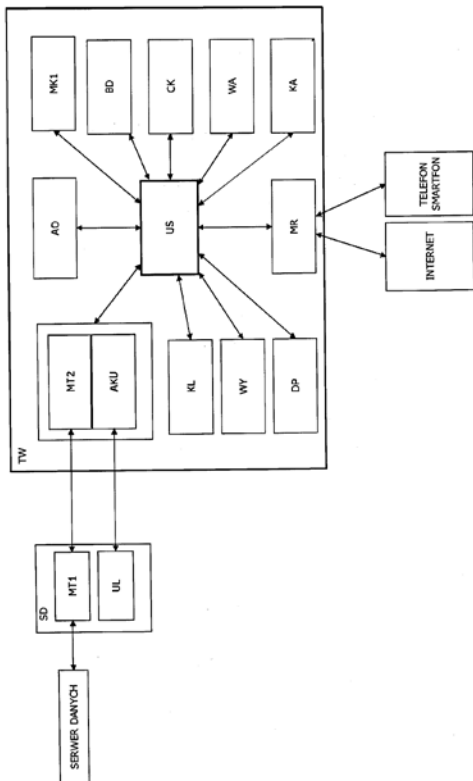 TW
MK1
BD
CK
WA
KA
AD
US
MR
MT2
AKU
KL
WY
DP
TELEFON
SMARTFON
INTERNET
SD
MT1
UL
SERWER DANYCH